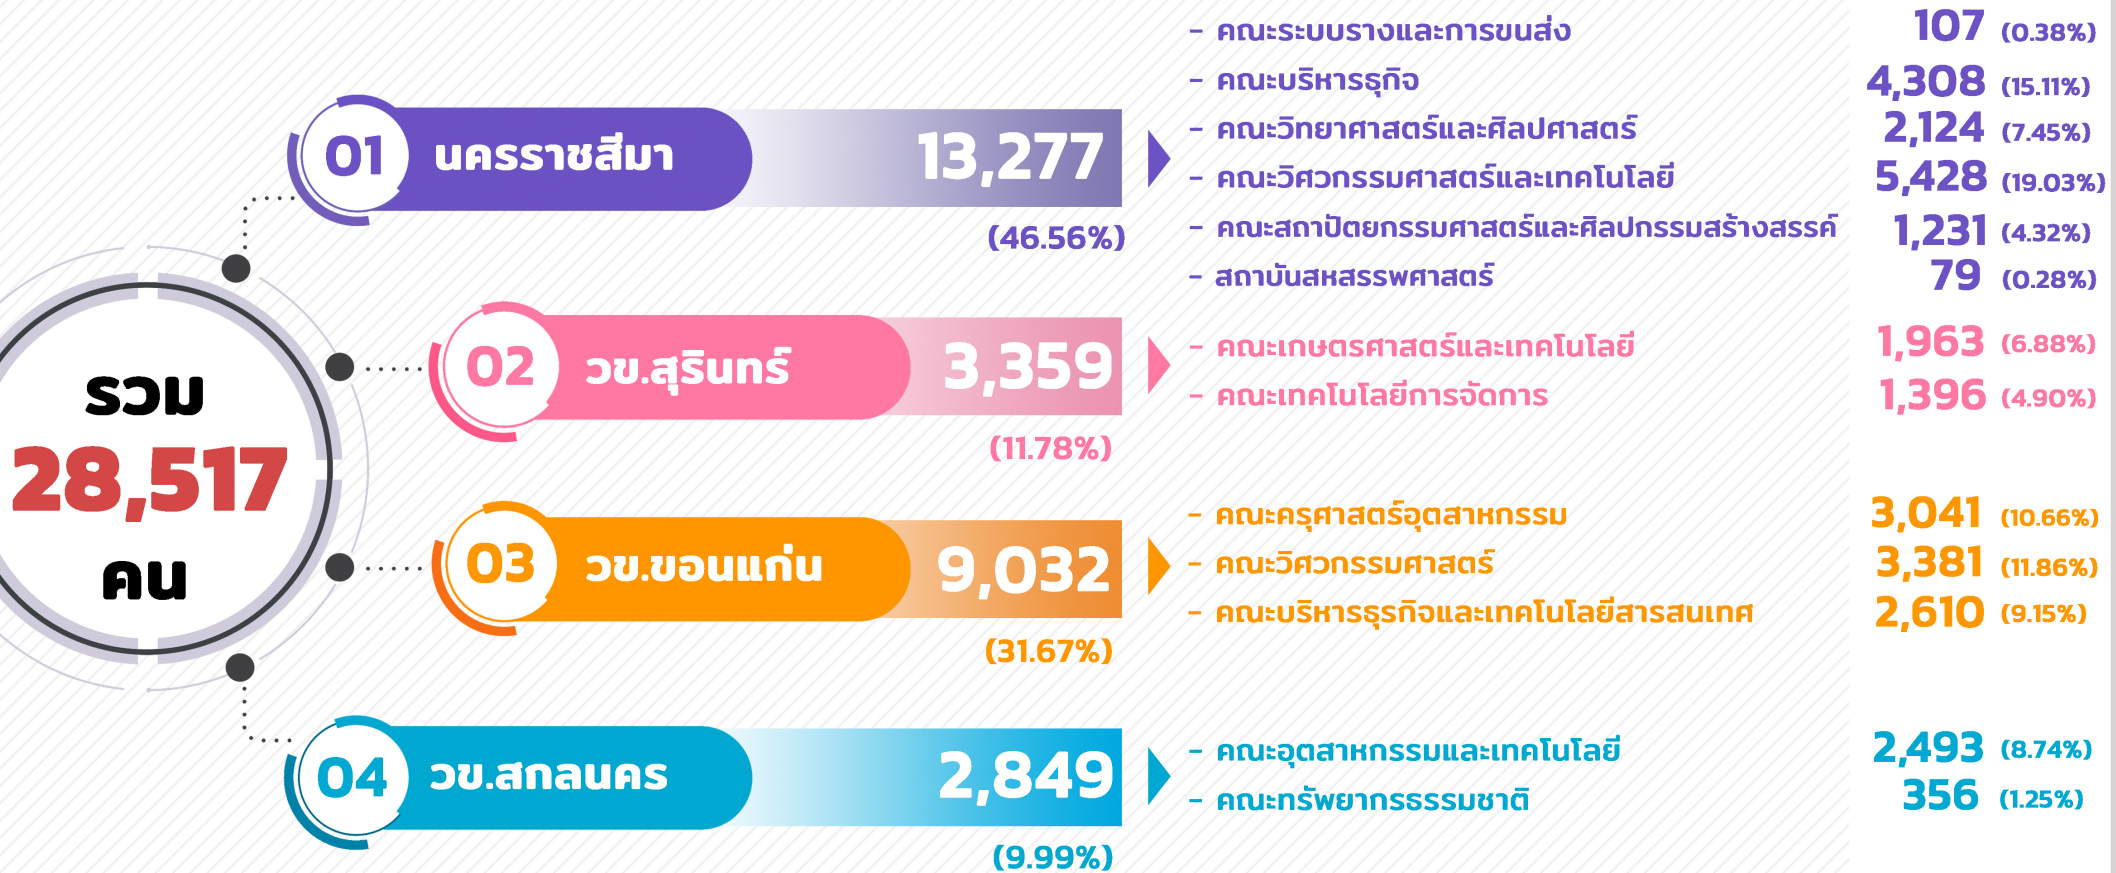 รวม
28,517
คน
01 นครราชสีมา 13,277
(46.56%)
- คณะระบบรางและการขนส่ง 107 (0.38%)
- คณะบริหารธุกิจ 4,308 (15.11%)
- คณะวิทยาศาสตร์และศิลปศาสตร์ 2,124 (7.45%)
- คณะวิศวกรรมศาสตร์และเทคโนโลยี 5,428 (19.03%)
- คณะสถาปัตยกรรมศาสตร์และศิลปกรรมสร้างสรรค์ 1,231 (4.32%)
- สถาบันสหสรรพศาสตร์ 79 (0.28%)
02 วข.สุรินทร์ 3,359
(11.78%)
- คณะเกษตรศาสตร์และเทคโนโลยี 1,963 (6.88%)
- คณะเทคโนโลยีการจัดการ 1,396 (4.90%)
03 วข.ขอนแก่น 9,032
(31.67%)
- คณะครุศาสตร์อุตสาหกรรม 3,041 (10.66%)
- คณะวิศวกรรมศาสตร์ 3,381 (11.86%)
- คณะบริหารธุรกิจและเทคโนโลยีสารสนเทศ 2,610 (9.15%)
04 วข.สกลนคร 2,849
(9.99%)
- คณะอุตสาหกรรมและเทคโนโลยี 2,493 (8.74%)
- คณะทรัพยากรธรรมชาติ 356 (1.25%)